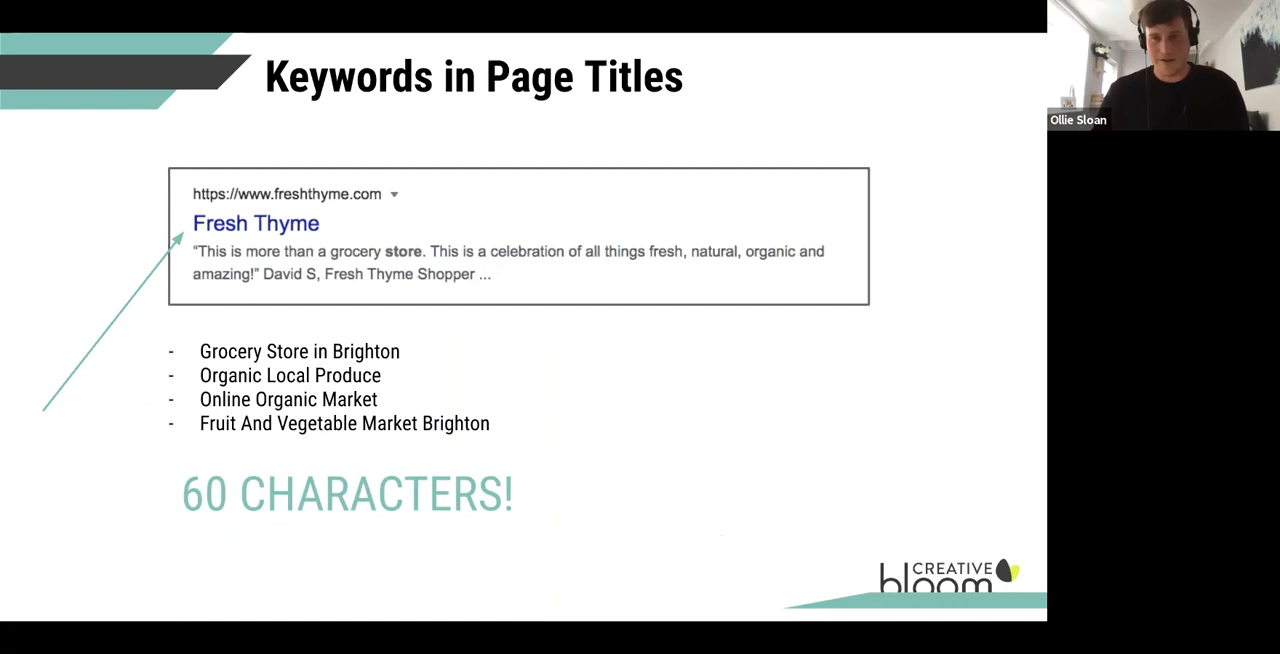 Keywords in Page Titles
https://www.freshthyme.com
Fresh Thyme
"This is more than a grocery store. This is a celebration of all things fresh, natural, organic and
amazing!" David S, Fresh Thyme Shopper ...
- Grocery Store in Brighton
- Organic Local Produce
- Online Organic Market
- Fruit And Vegetable Market Brighton
60 CHARACTERS!
CREATIVE
bloom
Ollie Sloan